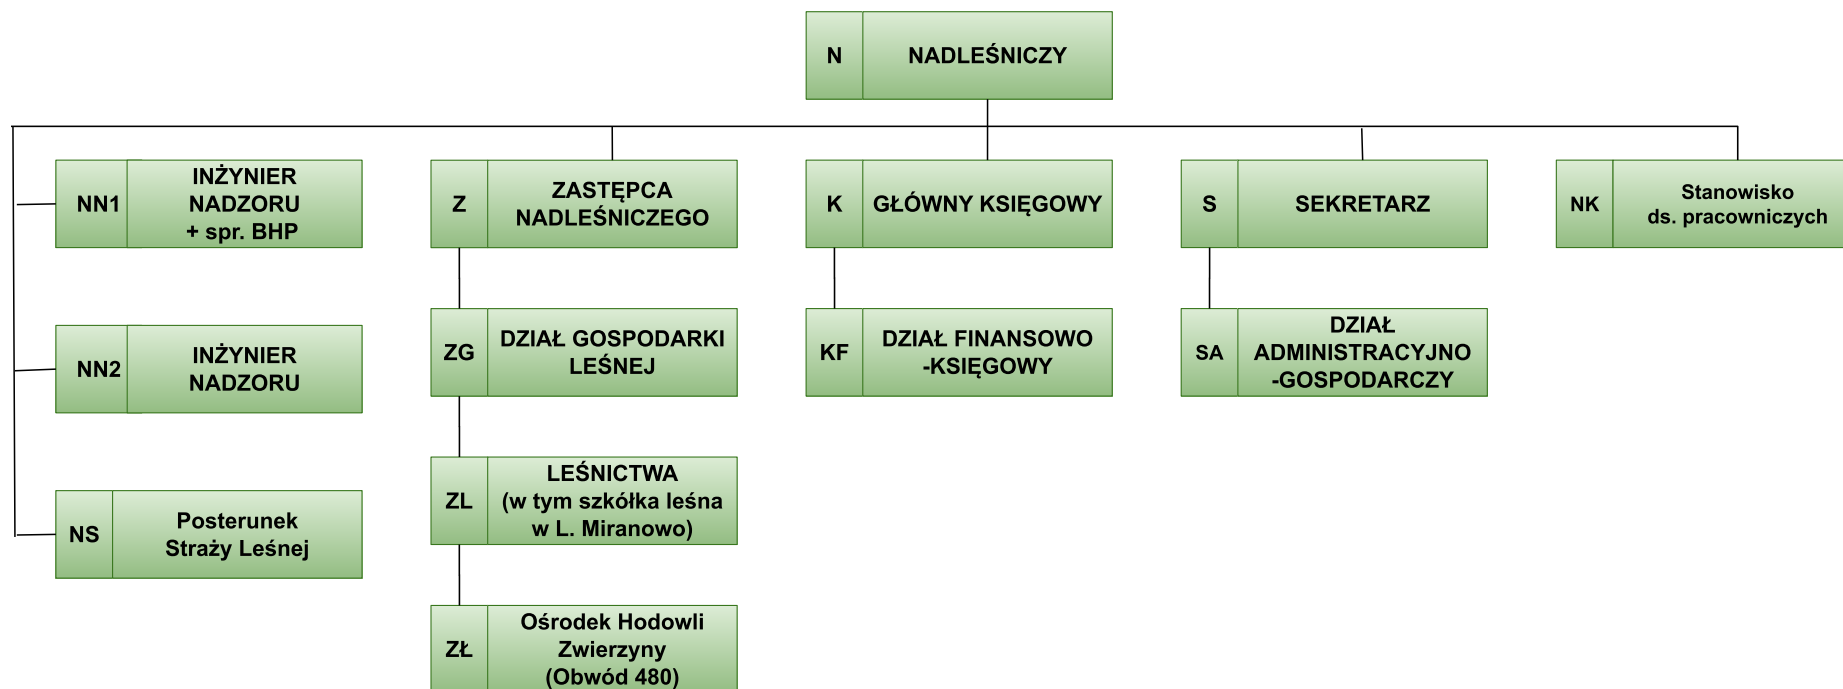 N NADLEŚNICZY
NN1 INŻYNIER
NADZORU
+ spr. BHP
Z ZASTĘPCA
NADLEŚNICZEGO
K GŁÓWNY KSIĘGOWY
S SEKRETARZ
NK Stanowisko
ds. pracowniczych
NN2 INŻYNIER
NADZORU
ZG DZIAŁ GOSPODARKI
LEŚNEJ
KF DZIAŁ FINANSOWO
-KSIĘGOWY
SA DZIAŁ
ADMINISTRACYJNO
-GOSPODARCZY
NS Posterunek
Straży Leśnej
ZL LEŚNICTWA
(w tym szkółka leśna
w L. Miranowo)
ZŁ Ośrodek Hodowli
Zwierzyny
(Obwód 480)